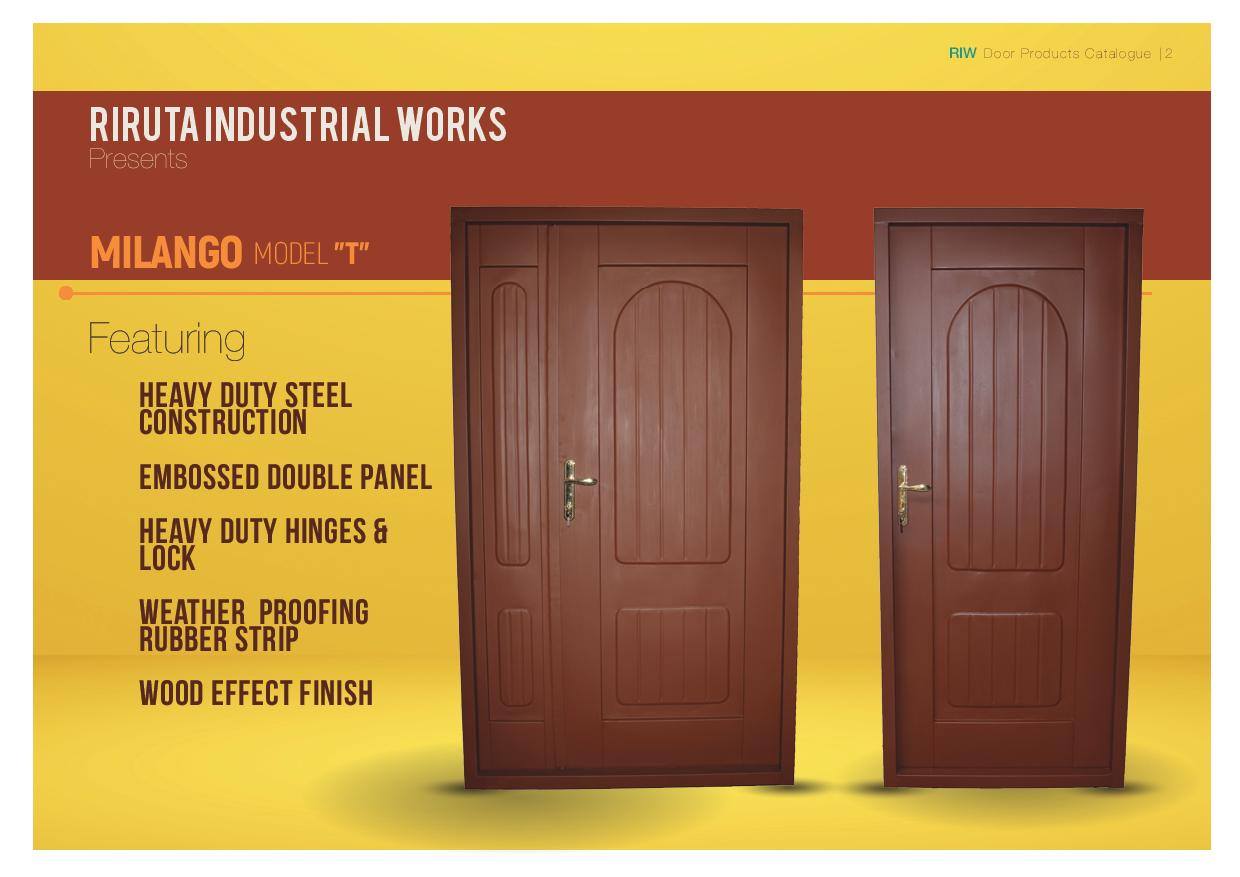 RIW Door Products Catalogue | 2
RIRUTA INDUSTRIAL WORKS
Presents
MILANGO MODEL "T"
Featuring
HEAVY DUTY STEEL
CONSTRUCTION
EMBOSSED DOUBLE PANEL
HEAVY DUTY HINGES &
LOCK
WEATHER PROOFING
RUBBER STRIP
WOOD EFFECT FINISH